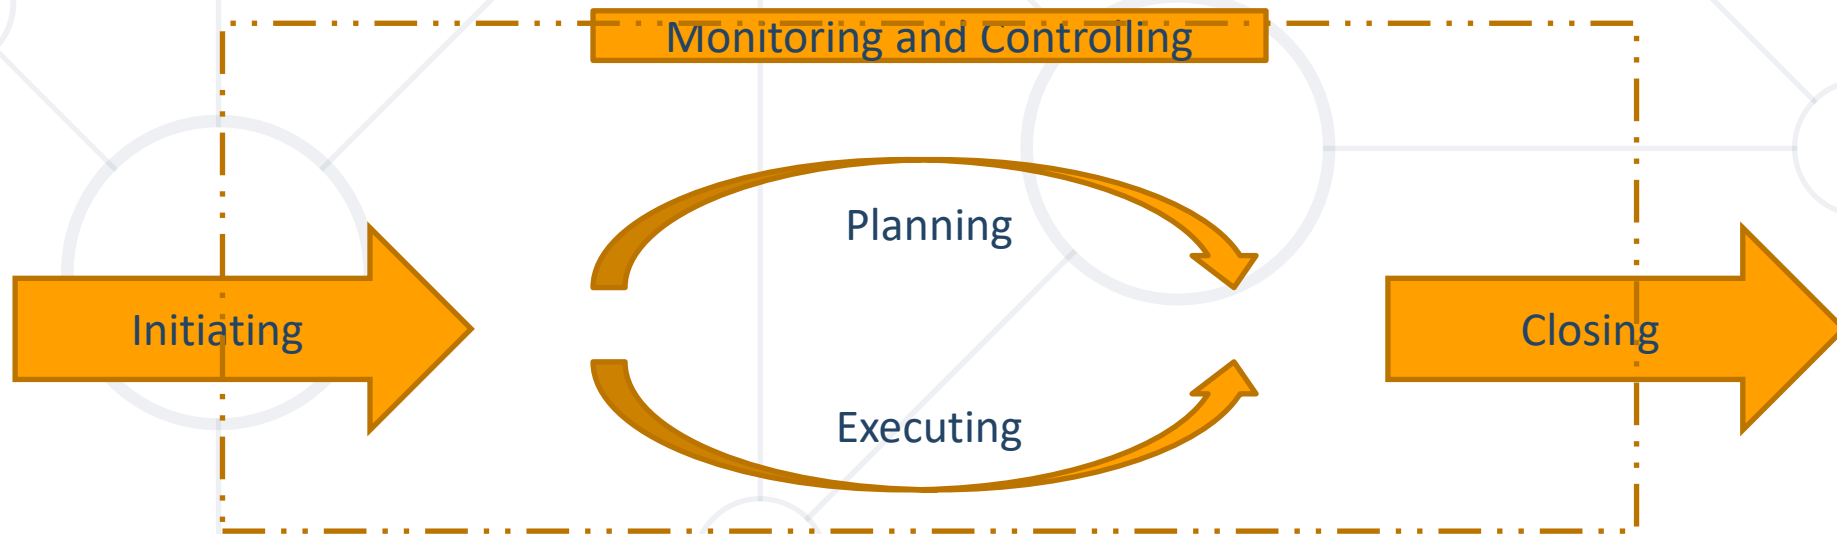 Monitoring and Controlling
Planning
Initiating
Closing
Executing